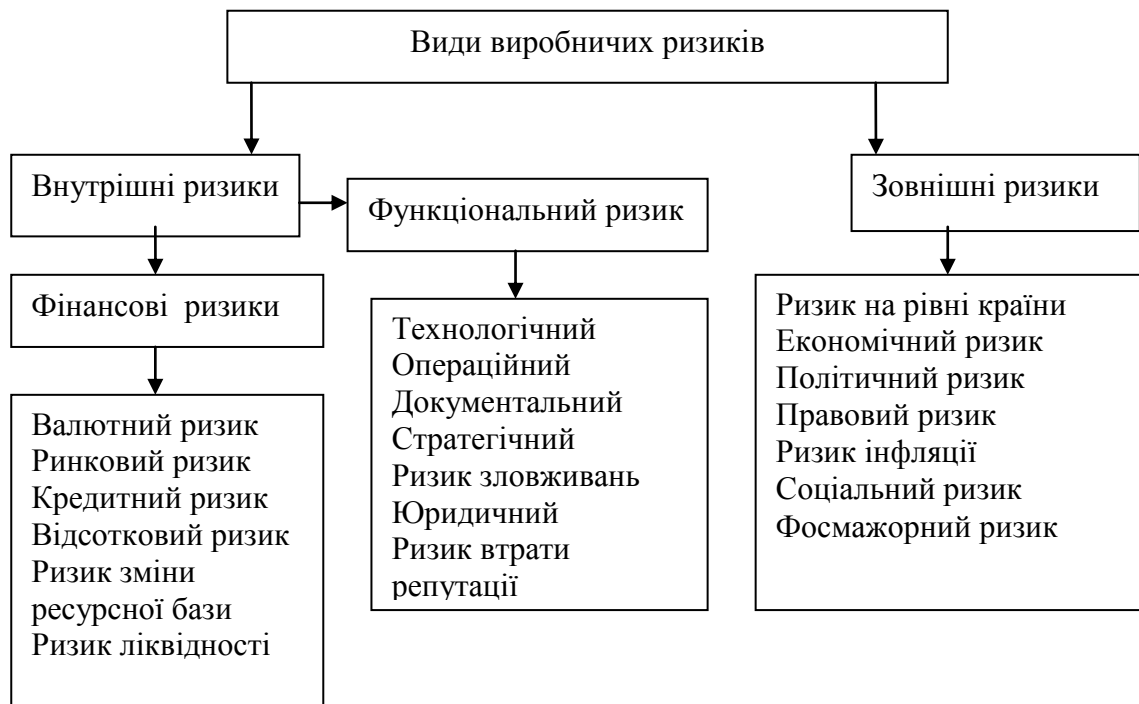 Види виробничих ризиків
Внутрішні ризики
Функціональний ризик
Зовнішні ризики
Фінансові ризики
Валютний ризик
Ринковий ризик
Кредитний ризик
Відсотковий ризик
Ризик зміни
ресурсної бази
Ризик ліквідності
Технологічний
Операційний
Документальний
Стратегічний
Ризик зловживань
Юридичний
Ризик втрати
репутації
Ризик на рівні країни
Економічний ризик
Політичний ризик
Правовий ризик
Ризик інфляції
Соціальний ризик
Фосмажорний ризик